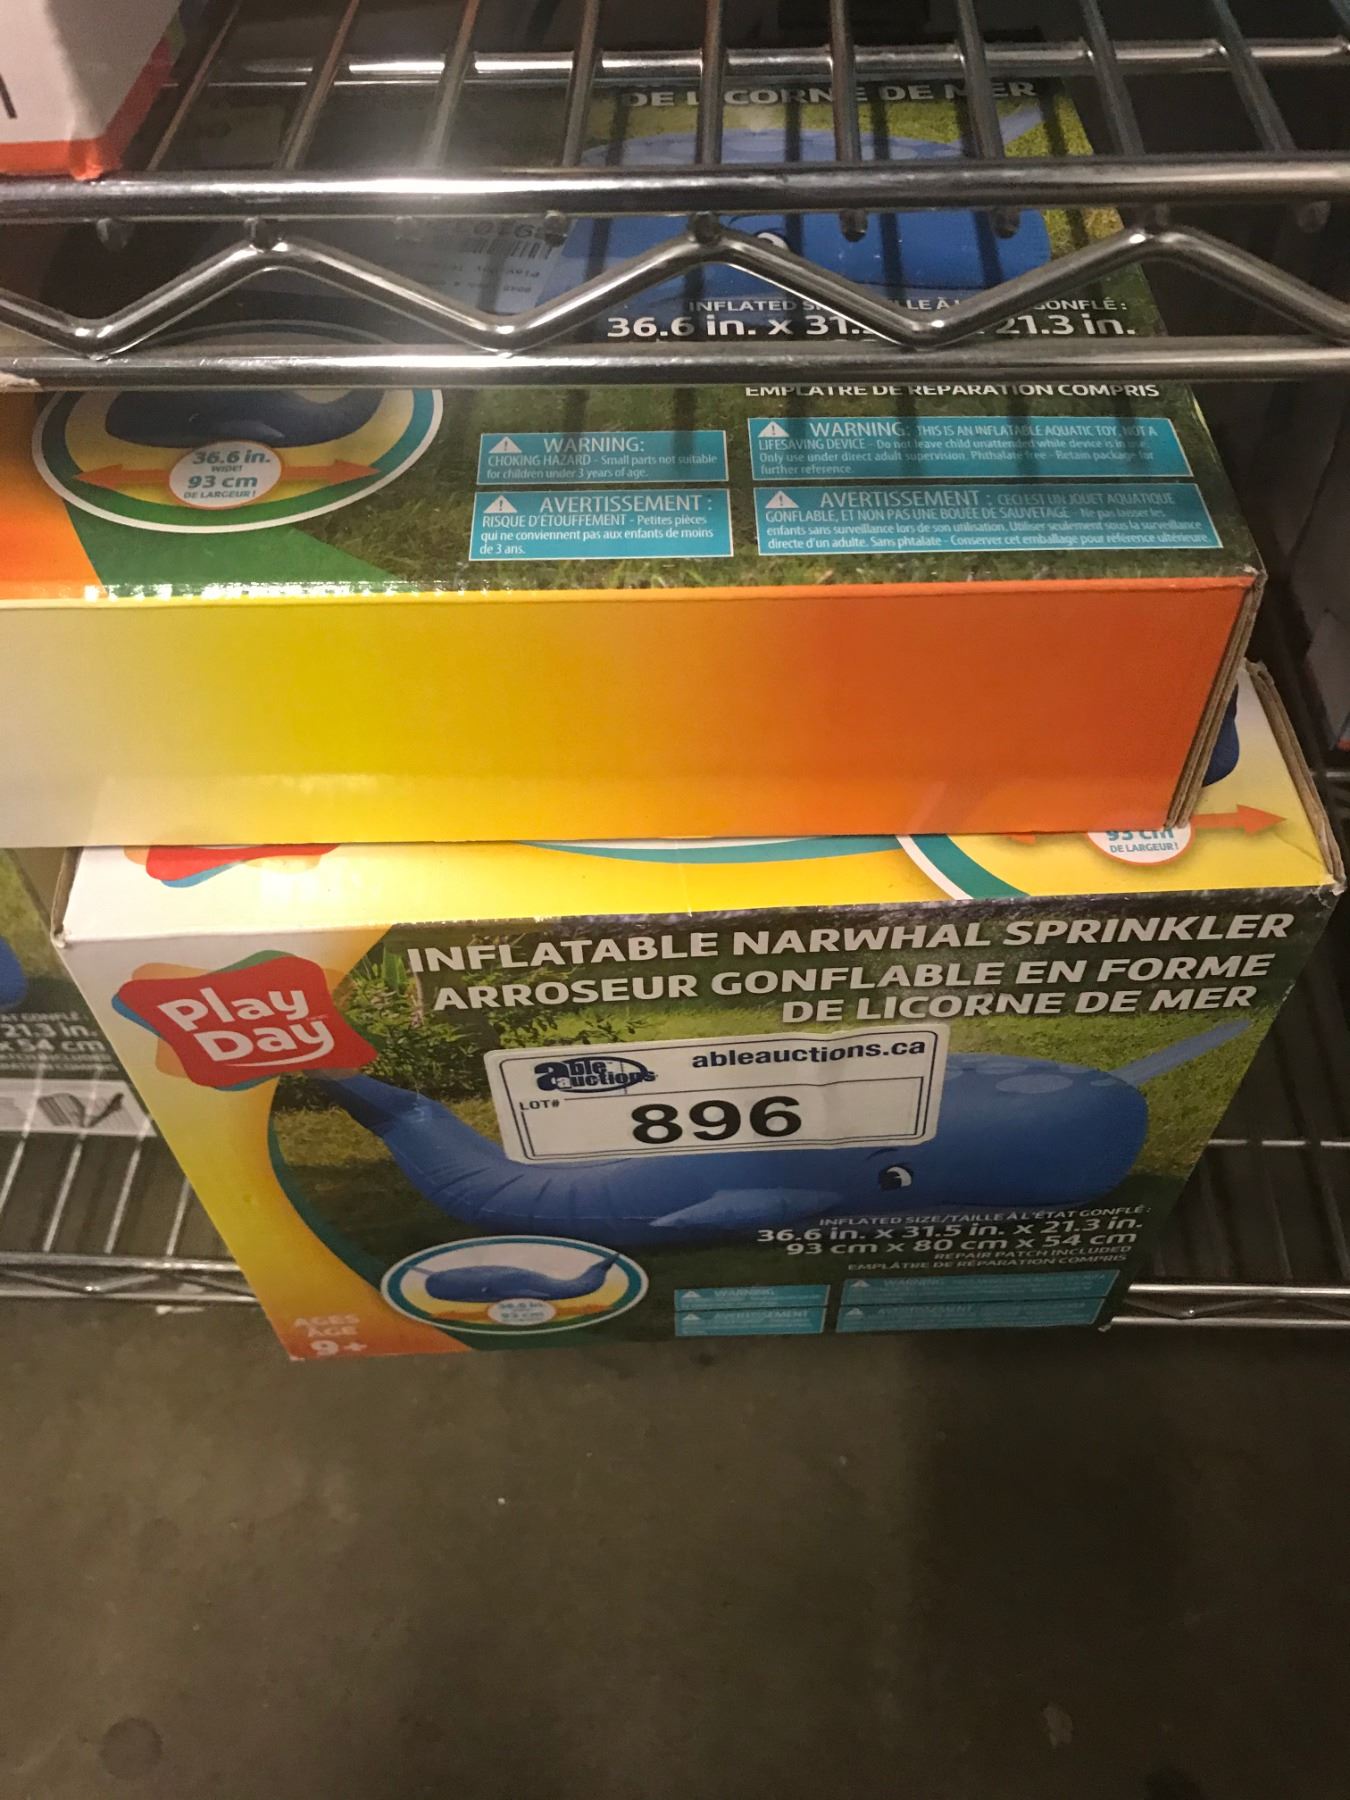 DE LICORNE DE MER
36.6 in. x 31. 21.3 in.
EMPLÂTRE DE RÉPARATION COMPRIS
36.6 in.
WIDE!
93 cm
DE LARGEUR!
WARNING:
CHOKING HAZARD - Small parts not suitable
for children under 3 years of age.
AVERTISSEMENT :
RISQUE D'ÉTOUFFEMENT - Petites pièces
qui ne conviennent pas aux enfants de moins
de 3 ans.
WARNING: THIS IS AN INFLATABLE AQUATIC TOY, NOT A
LIFESAVING DEVICE - Do not leave child unattended while device is in use.
Only use under direct adult supervision. Phthalate free - Retain package for
further reference.
AVERTISSEMENT : CECI EST UN JOUET AQUATIQUE
GONFLABLE, ET NON PAS UNE BOUÉE DE SAUVETAGE - Ne pas laisser les
enfants sans surveillance lors de son utilisation. Utiliser seulement sous la surveillance
directe d'un adulte. Sans phtalate - Conserver cet emballage pour référence ultérieure.
93 cm
DE LARGEUR!
INFLATABLE NARWHAL SPRINKLER
ARROSEUR GONFLABLE EN FORME
DE LICORNE DE MER
Play
Day
able auctions
ableauctions.ca
LOT#
896
INFLATED SIZE/TAILLE À L'ÉTAT GONFLÉ :
36.6 in. x 31.5 in. x 21.3 in.
93 cm x 80 cm x 54 cm
REPAIR PATCH INCLUDED
EMPLÂTRE DE RÉPARATION COMPRIS
36.6 in.
93 cm
WARNING
AVERTISSEMENT
WARNING
AGES
ÂGE
9+
21.3 in.
x 54 cm